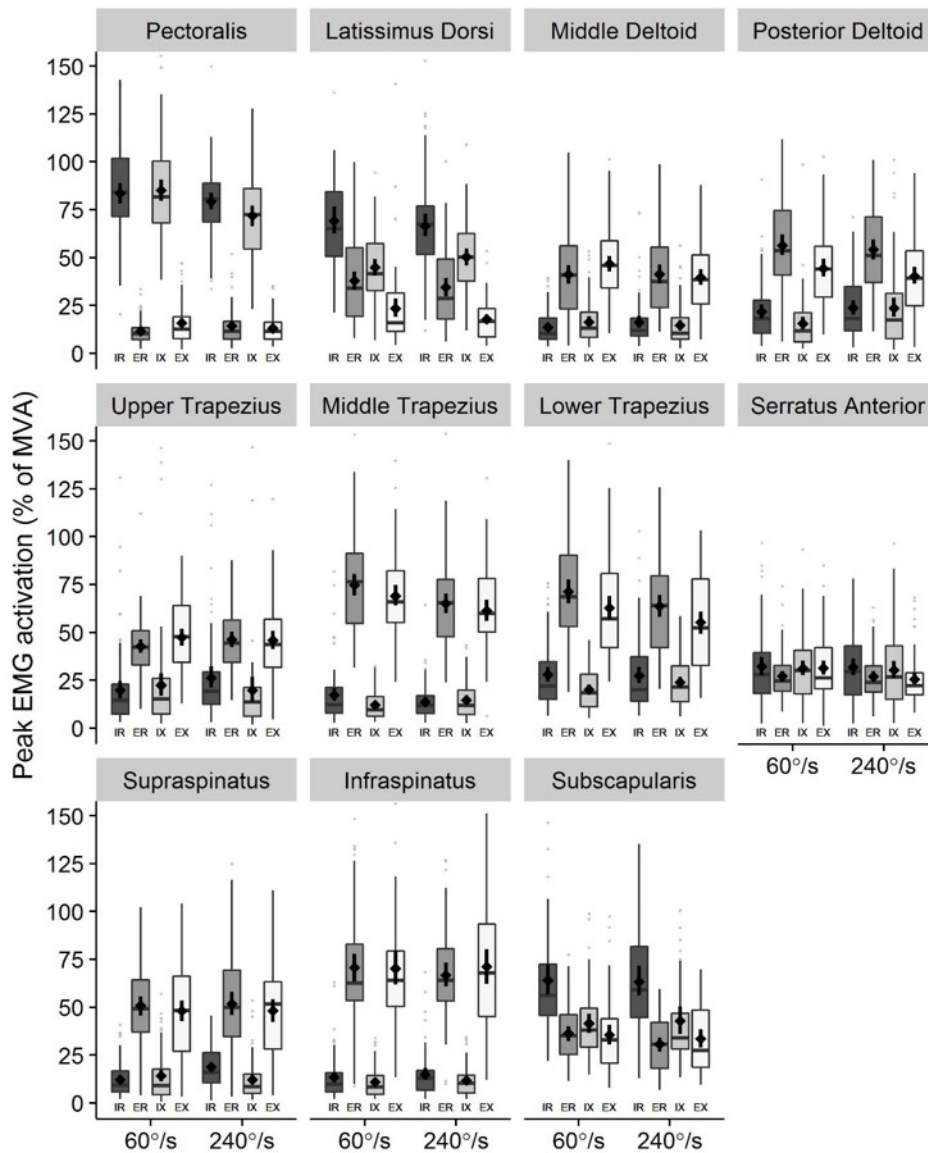 Pectoralis Latissimus Dorsi Middle Deltoid Posterior Deltoid
150
125
100
75
50
25
0
IR ER IX EX IR ER IX EX IR ER IX EX IR ER IX EX IR ER IX EX IR ER IX EX IR ER IX EX IR ER IX EX
Peak EMG activation (% of MVA)
Upper Trapezius Middle Trapezius Lower Trapezius Serratus Anterior
150
125
100
75
50
25
0
IR ER IX EX IR ER IX EX IR ER IX EX IR ER IX EX IR ER IX EX IR ER IX EX IR ER IX EX IR ER IX EX
60°/s 240°/s
Supraspinatus Infraspinatus Subscapularis
150
125
100
75
50
25
0
IR ER IX EX IR ER IX EX IR ER IX EX IR ER IX EX IR ER IX EX IR ER IX EX
60°/s 240°/s 60°/s 240°/s 60°/s 240°/s